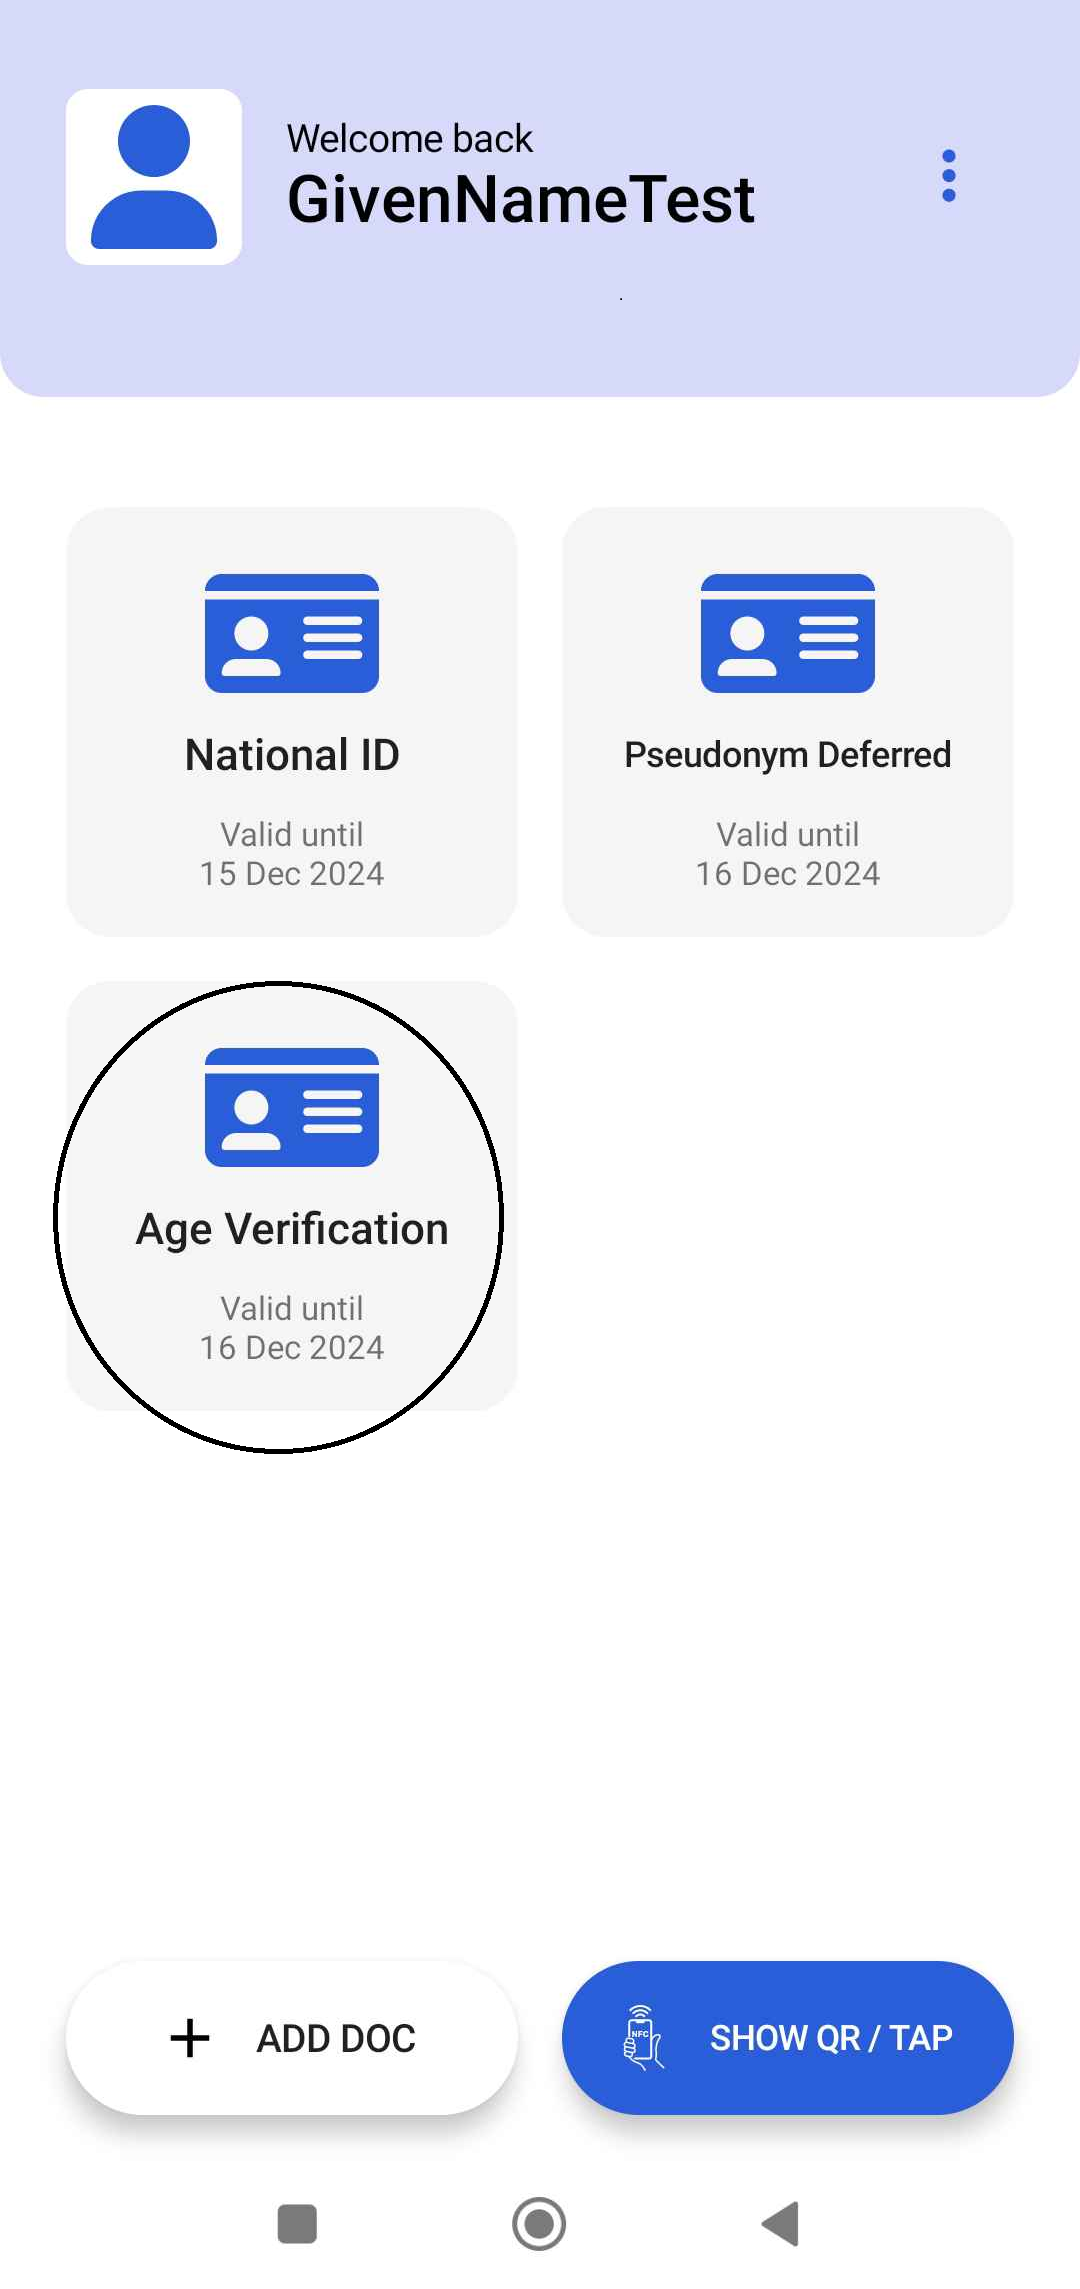 Welcome back
GivenNameTest
National ID
Valid until
15 Dec 2024
Pseudonym Deferred
Valid until
16 Dec 2024
Age Verification
Valid until
16 Dec 2024
ADD DOC
NFC
SHOW QR / TAP